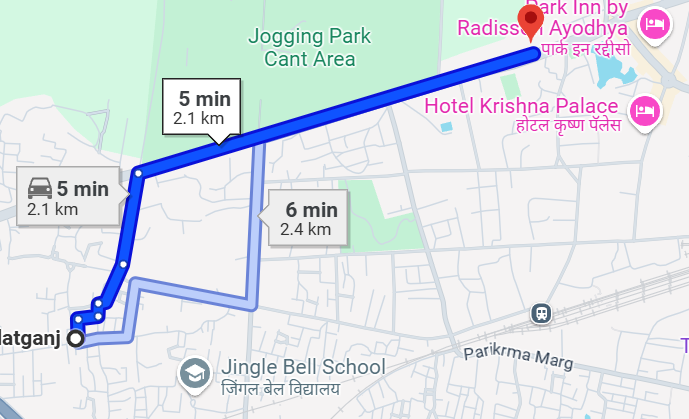 Park Inn by
Radisson Ayodhya
पार्क इन रद्दीसो
Jogging Park
Cant Area
5 min
2.1 km
Hotel Krishna Palace
होटल कृष्ण पॅलेस
5 min
2.1 km
6 min
2.4 km
latganj
Parikrma Marg
Jingle Bell School
जिंगल बेल विद्यालय
T